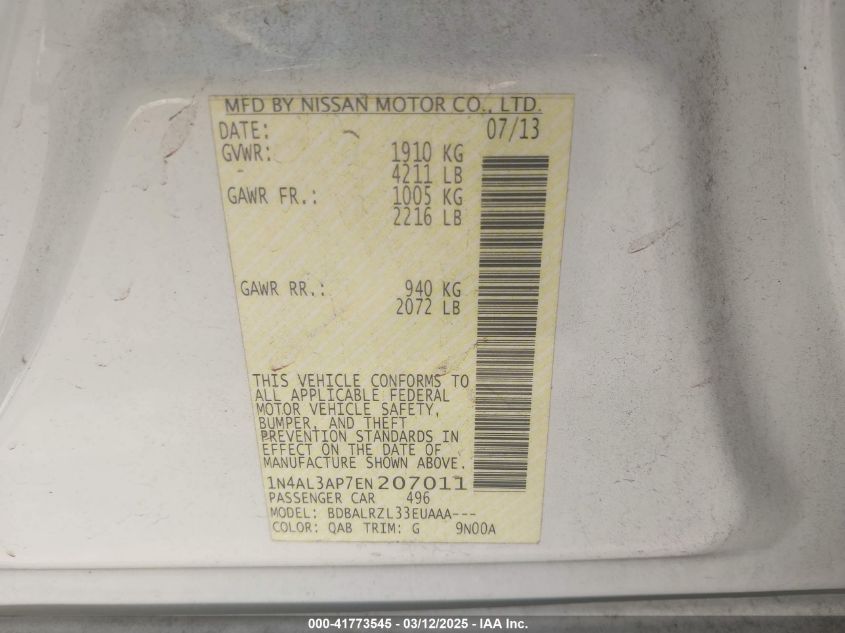 MFD BY NISSAN MOTOR CO., LTD.
DATE: 07/13
GVWR: 1910 KG
4211 LB
GAWR FR.: 1005 KG
2216 LB
GAWR RR.: 940 KG
2072 LB
THIS VEHICLE CONFORMS TO
ALL APPLICABLE FEDERAL
MOTOR VEHICLE SAFETY,
BUMPER, AND THEFT
PREVENTION STANDARDS IN
EFFECT ON THE DATE OF
MANUFACTURE SHOWN ABOVE.
1N4AL3AP7EN207011
PASSENGER CAR 496
MODEL: BDBALRZL33EUAAA---
COLOR: QAB TRIM: G 9N00A
000-41773545 - 03/12/2025 - IAA Inc.